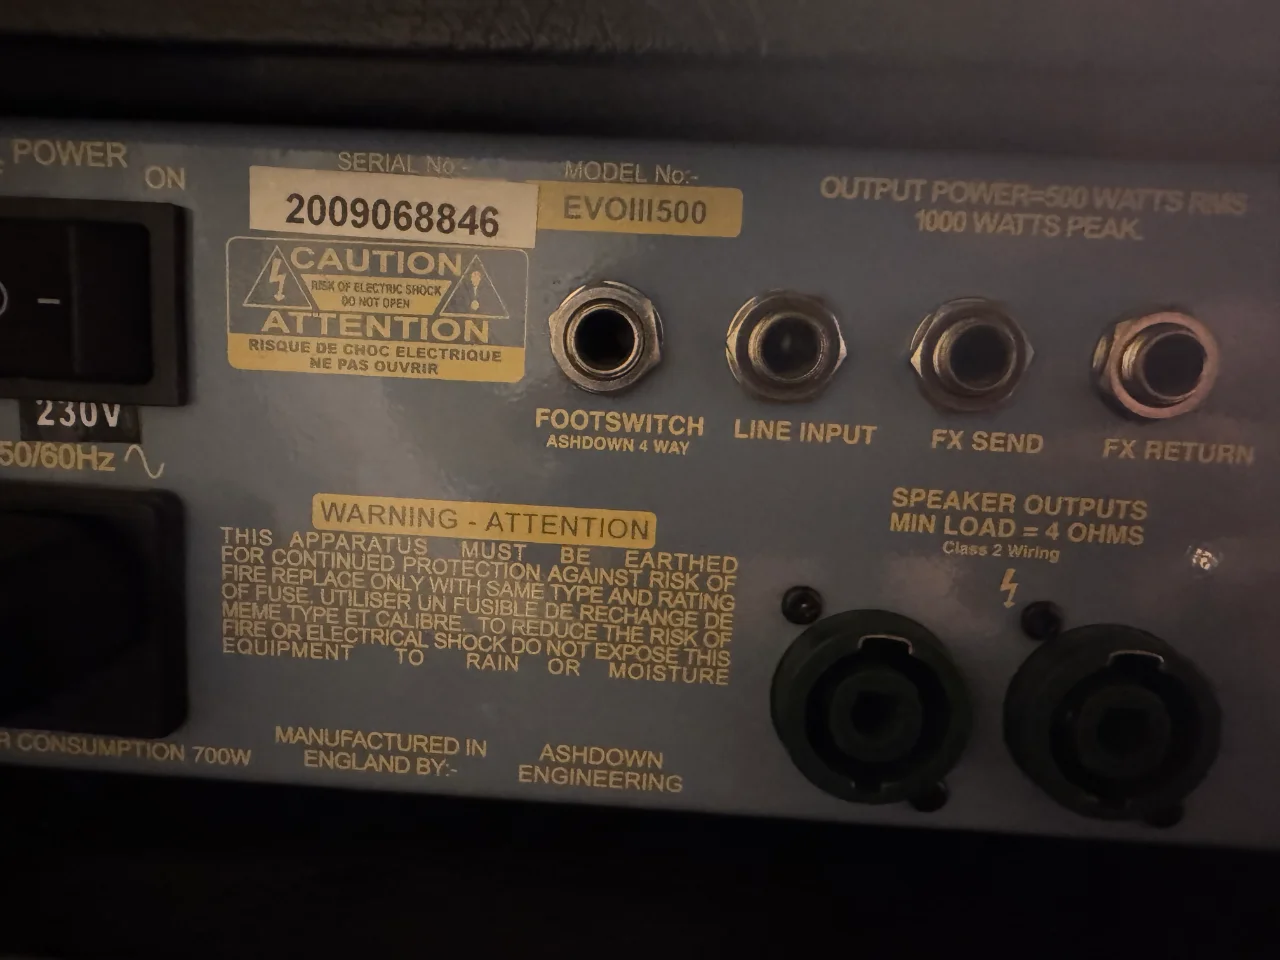 POWER
ON
SERIAL No:-
2009068846
MODEL No:-
EVOIII500
OUTPUT POWER=500 WATTS RMS
1000 WATTS PEAK.
CAUTION
RISK OF ELECTRIC SHOCK
DO NOT OPEN
ATTENTION
RISQUE DE CHOC ELECTRIQUE
NE PAS OUVRIR
230V
50/60Hz
FOOTSWITCH
ASHDOWN 4 WAY
LINE INPUT
FX SEND
FX RETURN
SPEAKER OUTPUTS
MIN LOAD = 4 OHMS
Class 2 Wiring
WARNING - ATTENTION
THIS APPARATUS MUST BE EARTHED
FOR CONTINUED PROTECTION AGAINST RISK OF
FIRE REPLACE ONLY WITH SAME TYPE AND RATING
OF FUSE. UTILISER UN FUSIBLE DE RECHANGE DE
MEME TYPE ET CALIBRE. TO REDUCE THE RISK OF
FIRE OR ELECTRICAL SHOCK DO NOT EXPOSE THIS
EQUIPMENT TO RAIN OR MOISTURE
R CONSUMPTION 700W
MANUFACTURED IN
ENGLAND BY:-
ASHDOWN
ENGINEERING